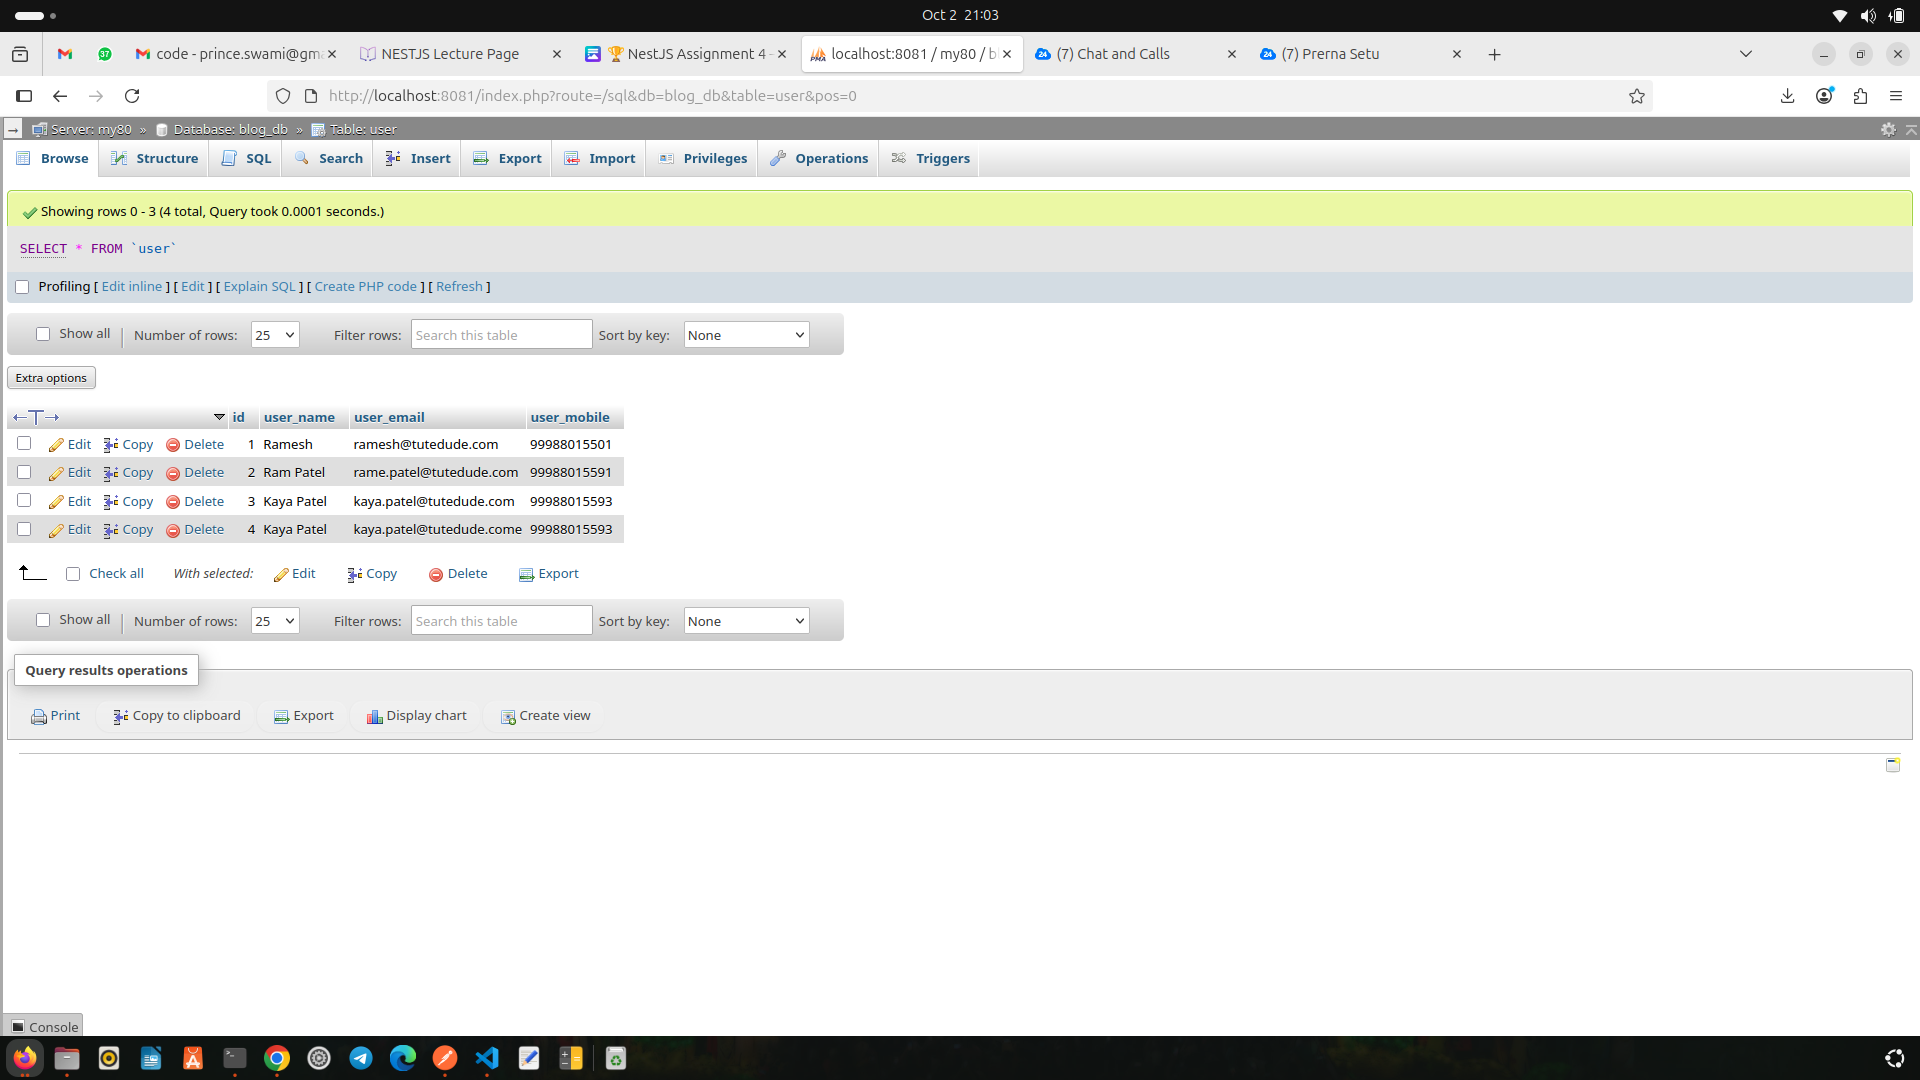 Oct 2 21:03
37
code - prince.swami@gma
NESTJS Lecture Page
🏆 NestJS Assignment 4 -
localhost:8081 / my80 / b
(7) Chat and Calls
(7) Prerna Setu
http://localhost:8081/index.php?route=/sql&db=blog_db&table=user&pos=0
Server: my80 » Database: blog_db » Table: user
Browse Structure SQL Search Insert Export Import Privileges Operations Triggers
Showing rows 0 - 3 (4 total, Query took 0.0001 seconds.)
SELECT * FROM `user`
Profiling [ Edit inline ] [ Edit ] [ Explain SQL ] [ Create PHP code ] [ Refresh ]
Show all Number of rows: 25 Filter rows: Search this table Sort by key: None
Extra options
←T→ id user_name user_email user_mobile
Edit Copy Delete 1 Ramesh ramesh@tutedude.com 99988015501
Edit Copy Delete 2 Ram Patel rame.patel@tutedude.com 99988015591
Edit Copy Delete 3 Kaya Patel kaya.patel@tutedude.com 99988015593
Edit Copy Delete 4 Kaya Patel kaya.patel@tutedude.come 99988015593
Check all With selected: Edit Copy Delete Export
Show all Number of rows: 25 Filter rows: Search this table Sort by key: None
Query results operations
Print Copy to clipboard Export Display chart Create view
Console